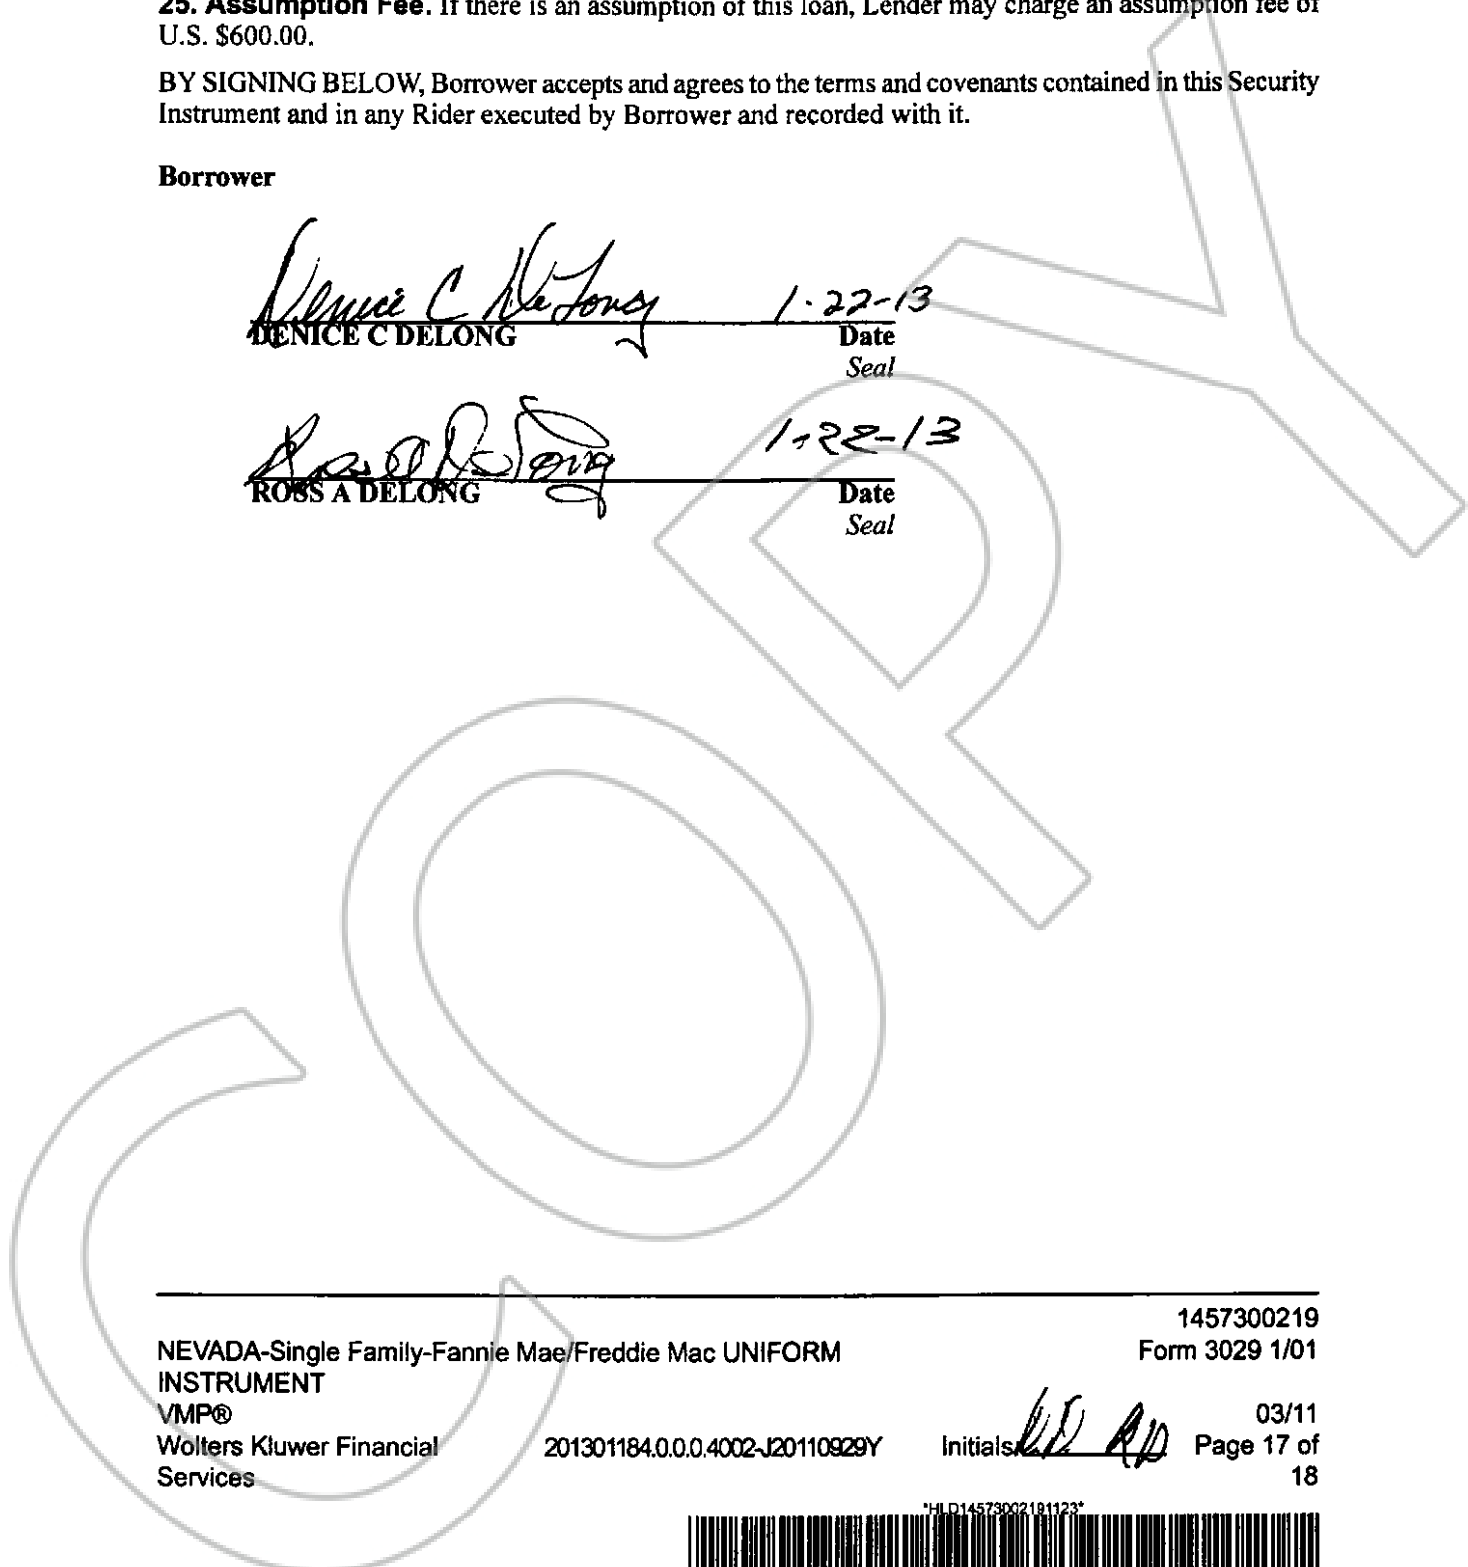 25. Assumption Fee. If there is an assumption of this loan, Lender may charge an assumption fee of
U.S. $600.00.
BY SIGNING BELOW, Borrower accepts and agrees to the terms and covenants contained in this Security
Instrument and in any Rider executed by Borrower and recorded with it.
Borrower
Denice C DeLong 1-22-13
DENICE C DELONG Date
Seal
Ross A DeLong 1-22-13
ROSS A DELONG Date
Seal
COPY
1457300219
NEVADA-Single Family-Fannie Mae/Freddie Mac UNIFORM Form 3029 1/01
INSTRUMENT
VMP® 03/11
Wolters Kluwer Financial 201301184.0.0.0.4002-J20110929Y Initials Page 17 of
Services 18
*HLD14573002191123*